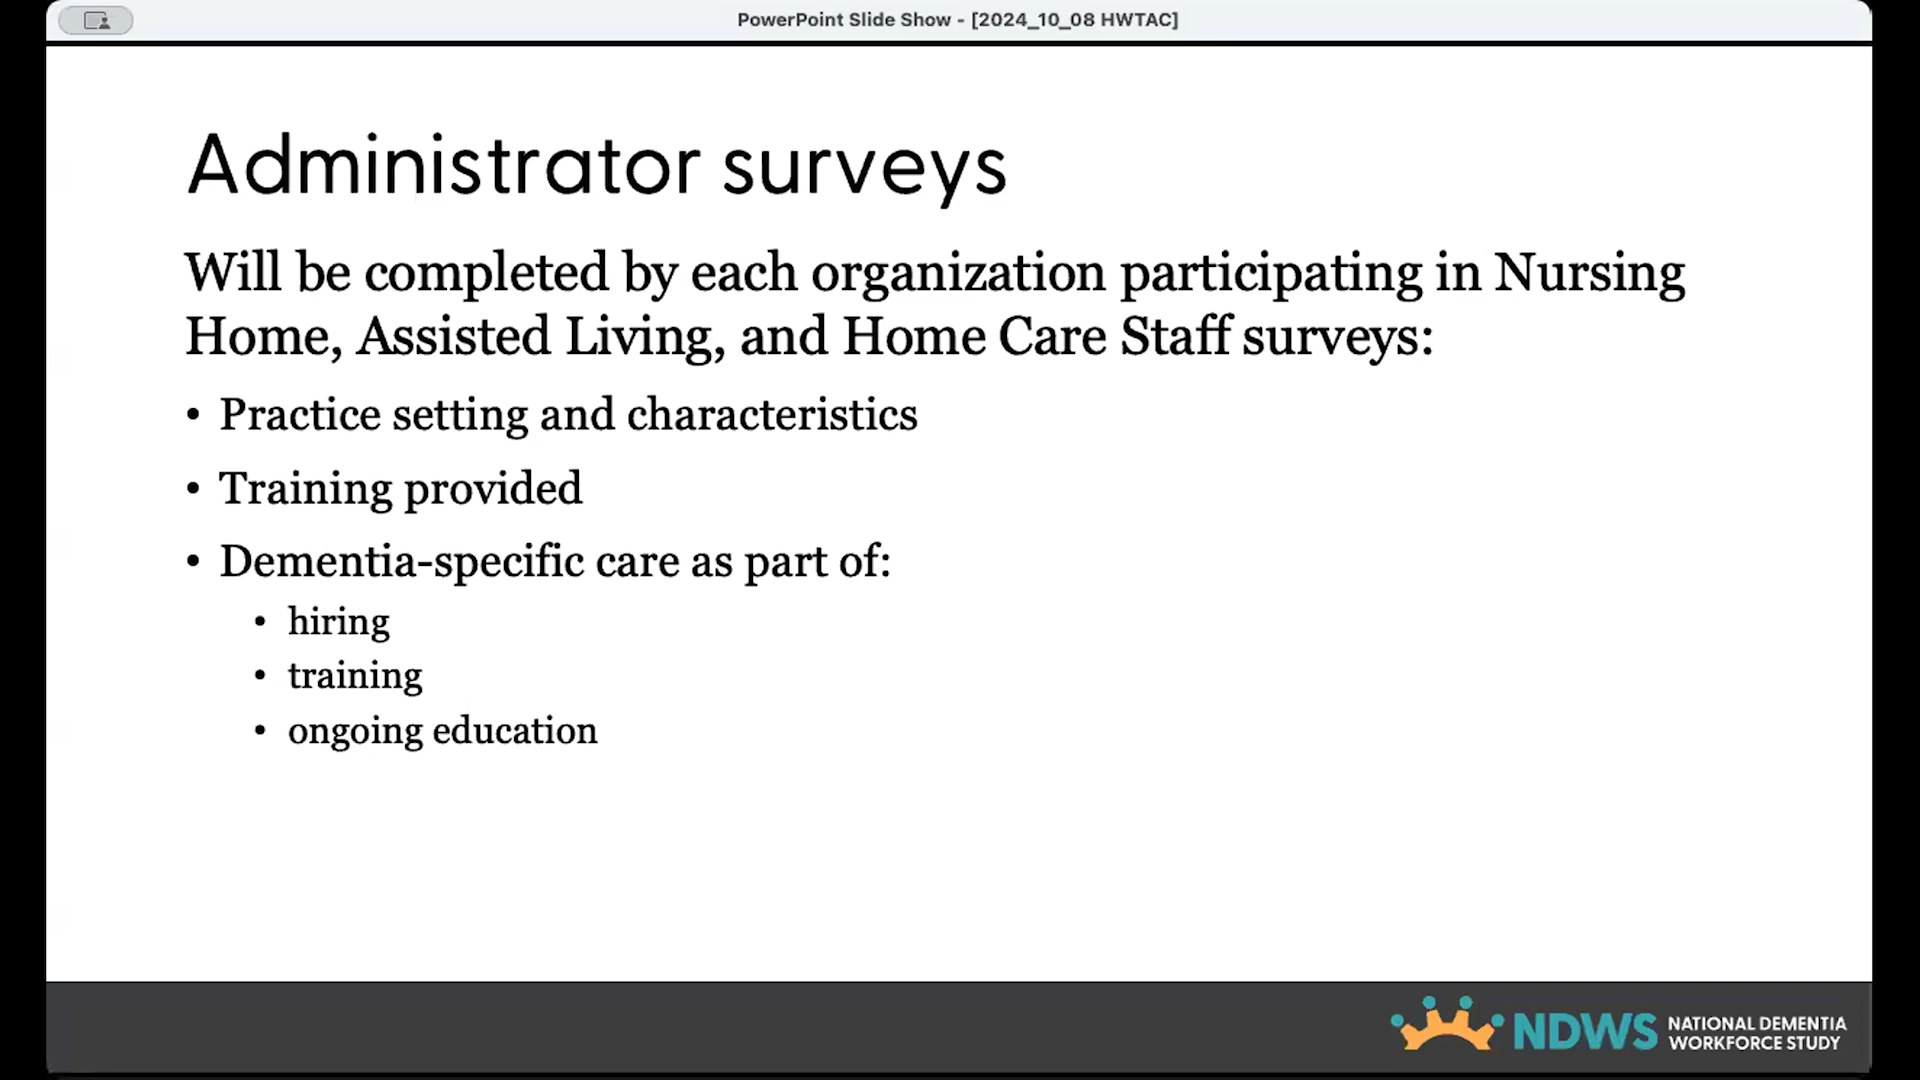 PowerPoint Slide Show - [2024_10_08 HWTAC]
Administrator surveys
Will be completed by each organization participating in Nursing
Home, Assisted Living, and Home Care Staff surveys:
• Practice setting and characteristics
• Training provided
• Dementia-specific care as part of:
• hiring
• training
• ongoing education
NDWS NATIONAL DEMENTIA
WORKFORCE STUDY